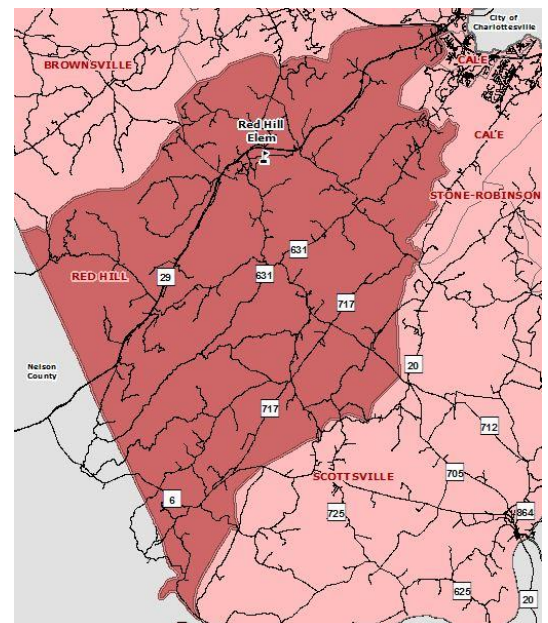 City of
Charlottesville
BROWNSVILLE
CALE
Red Hill
Elem
CALE
STONE-ROBINSON
631
RED HILL
29
631
717
Nelson
County
20
717
712
SCOTTSVILLE
705
6
725
864
625
20